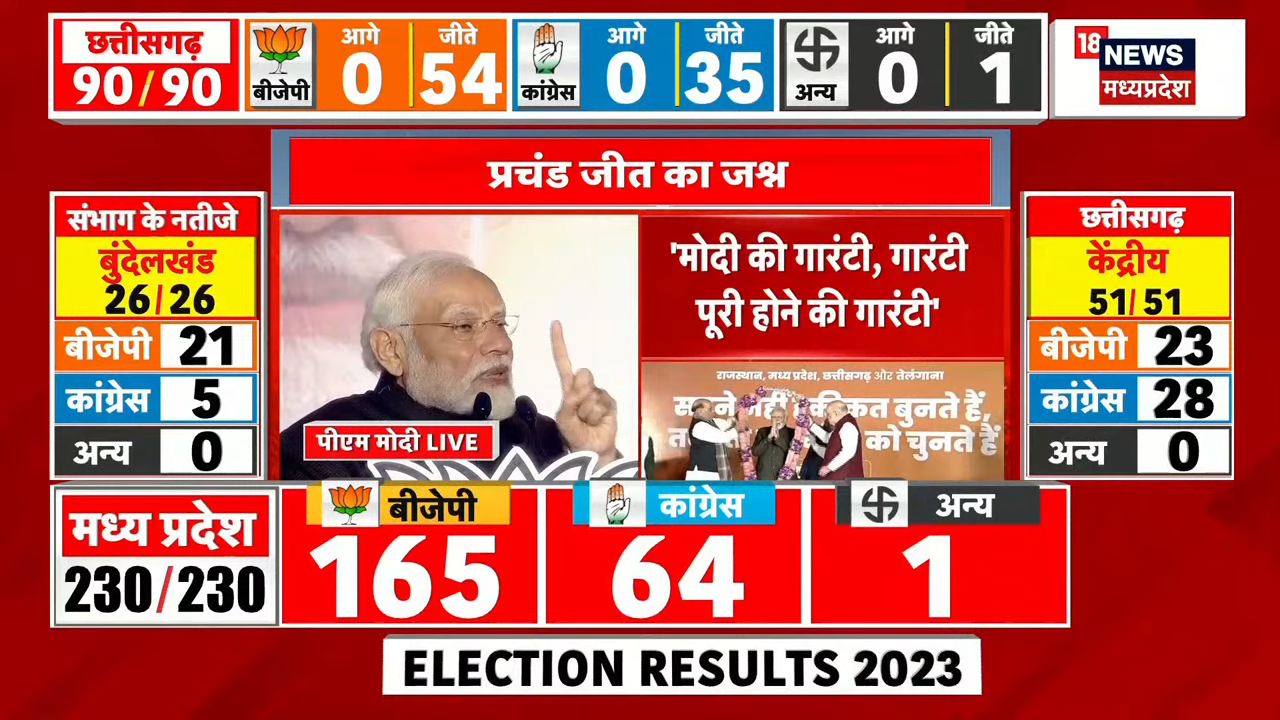 छत्तीसगढ़
90/90
बीजेपी
आगे
0
जीते
54
कांग्रेस
आगे
0
जीते
35
अन्य
आगे
0
जीते
1
18
NEWS
मध्यप्रदेश
प्रचंड जीत का जश्न
संभाग के नतीजे
बुंदेलखंड
26/26
बीजेपी 21
कांग्रेस 5
अन्य 0
पीएम मोदी LIVE
'मोदी की गारंटी, गारंटी
पूरी होने की गारंटी'
राजस्थान, मध्य प्रदेश, छत्तीसगढ़ और तेलंगाना
बुनते हैं,
को चुनते हैं
छत्तीसगढ़
केंद्रीय
51/51
बीजेपी 23
कांग्रेस 28
अन्य 0
मध्य प्रदेश
230/230
बीजेपी
165
कांग्रेस
64
अन्य
1
ELECTION RESULTS 2023